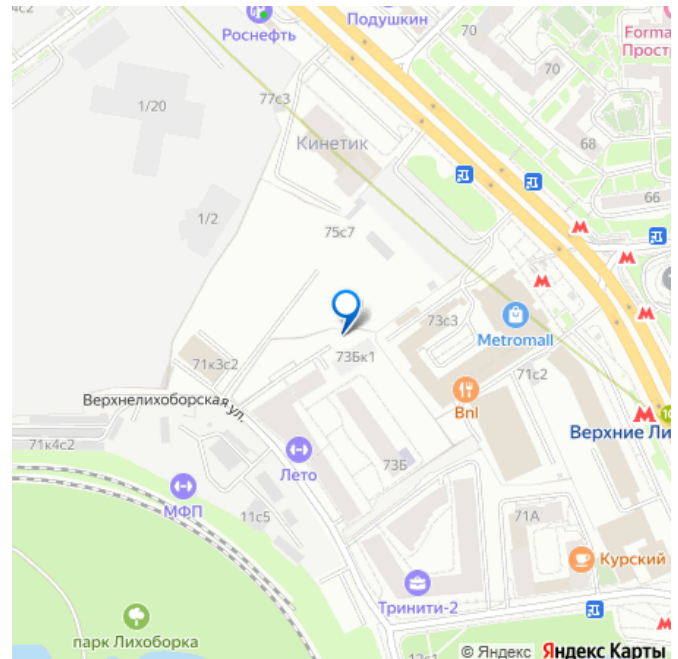 4с2
Роснефть
Подушкин
70
Forma
Прост
70
77с3
1/20
Кинетик
68
66
1/2
75с7
73с3
Metromall
73Бк1
71к3с2
71с2
Bnl
Верхнелихоборская ул.
Верхние Ли
71к4с2
Лето
73Б
МФП
11с5
71А
Курский
Тринити-2
парк Лихоборка
12с1
© Яндекс Яндекс Карты